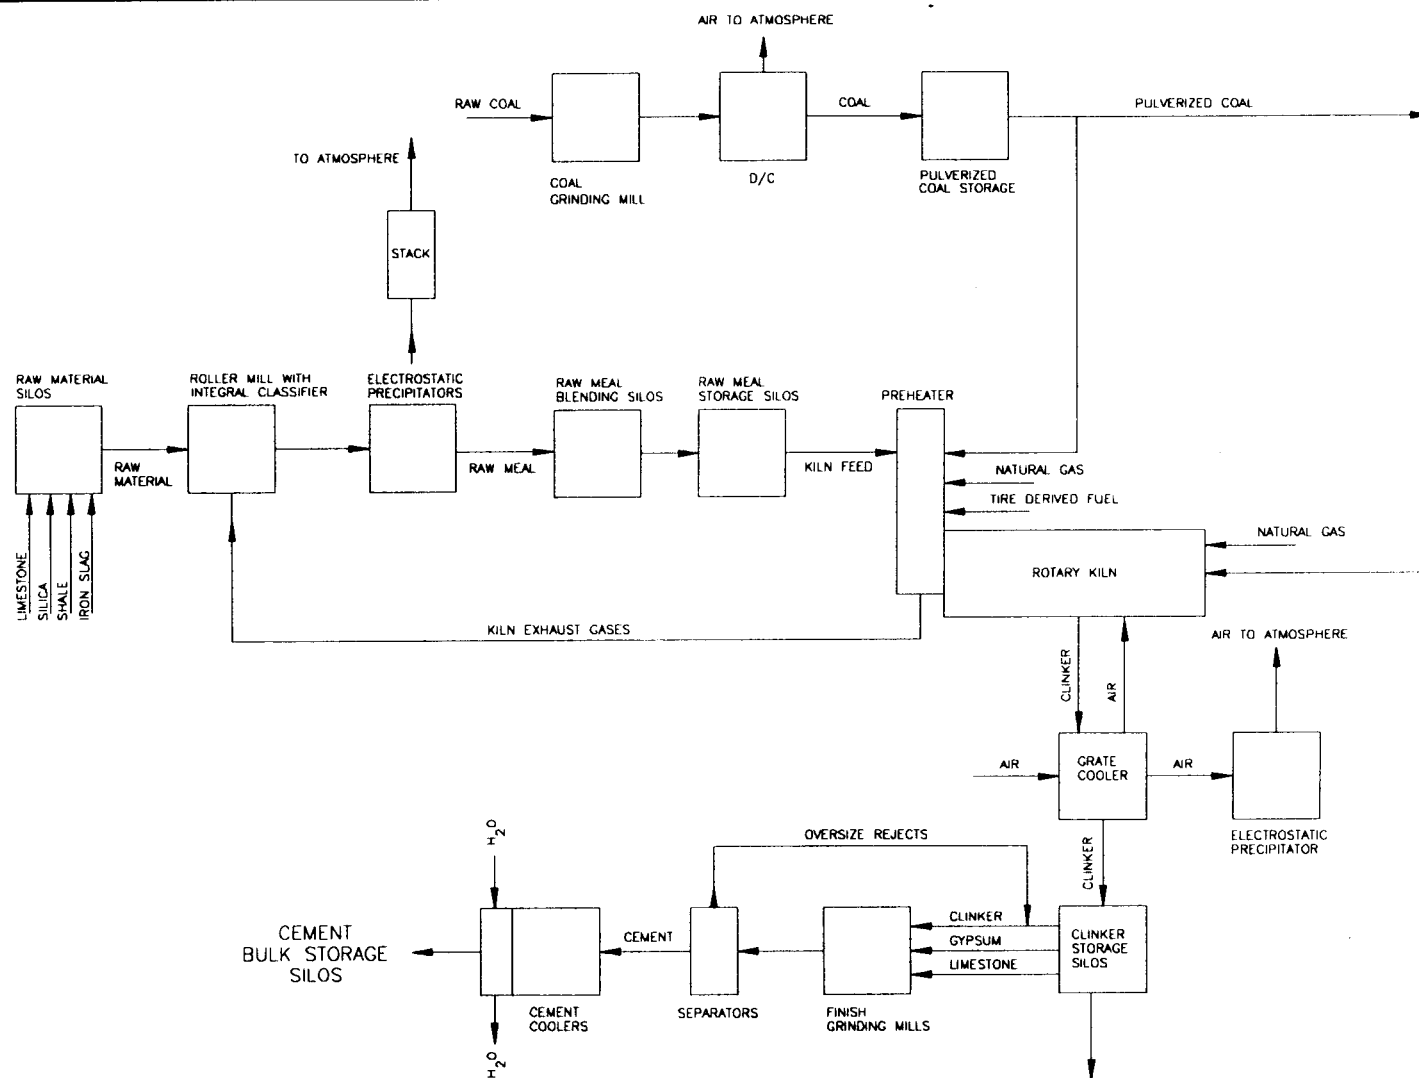 AIR TO ATMOSPHERE
RAW COAL
COAL
PULVERIZED COAL
TO ATMOSPHERE
COAL
GRINDING MILL
D/C
PULVERIZED
COAL STORAGE
STACK
RAW MATERIAL
SILOS
ROLLER MILL WITH
INTEGRAL CLASSIFIER
ELECTROSTATIC
PRECIPITATORS
RAW MEAL
BLENDING SILOS
RAW MEAL
STORAGE SILOS
PREHEATER
RAW
MATERIAL
RAW MEAL
KILN FEED
NATURAL GAS
TIRE DERIVED FUEL
LIMESTONE
SILICA
SHALE
IRON SLAG
NATURAL GAS
ROTARY KILN
KILN EXHAUST GASES
AIR TO ATMOSPHERE
CLINKER
AIR
AIR
GRATE
COOLER
AIR
ELECTROSTATIC
PRECIPITATOR
CLINKER
H2O
OVERSIZE REJECTS
CEMENT
BULK STORAGE
SILOS
CEMENT
CLINKER
GYPSUM
LIMESTONE
CLINKER
STORAGE
SILOS
CEMENT
COOLERS
SEPARATORS
FINISH
GRINDING MILLS
H2O